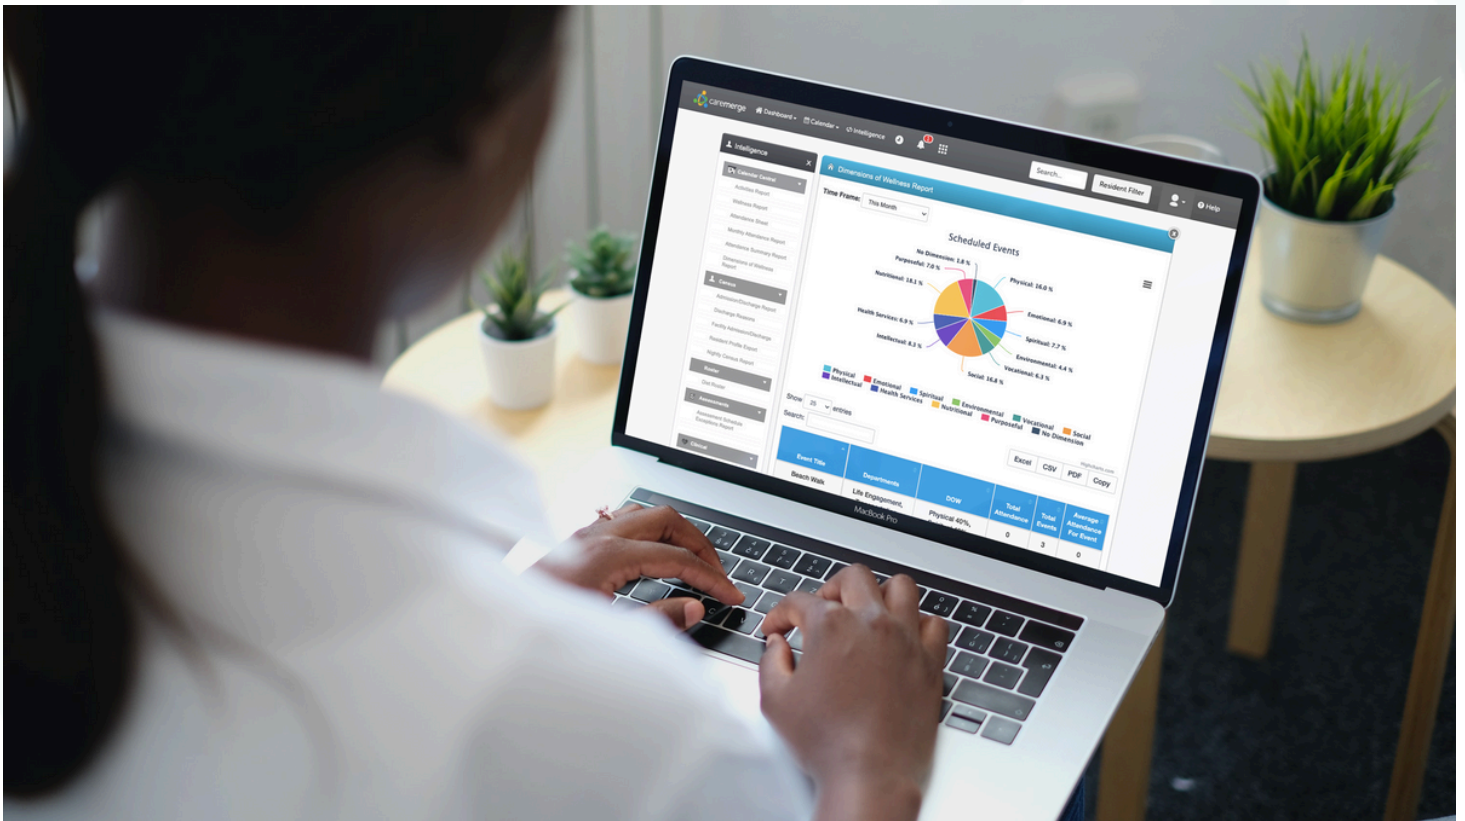 caremerge
Dashboard
Calendar
Intelligence
Search...
Resident Filter
Help
Intelligence
X
Calendar Central
Activities Report
Wellness Report
Attendance Sheet
Monthly Attendance Report
Attendance Summary Report
Dimensions of Wellness
Report
Census
Admission/Discharge Report
Discharge Reasons
Facility Admission/Discharge
Resident Profile Export
Nightly Census Report
Roster
Diet Roster
Assessments
Assessment Schedule
Exceptions Report
Clinical
Dimensions of Wellness Report
Time Frame: This Month
Scheduled Events
No Dimension: 1.8 %
Purposeful: 7.0 %
Nutritional: 18.1 %
Health Services: 6.9 %
Intellectual: 8.3 %
Physical: 16.0 %
Emotional: 6.9 %
Spiritual: 7.7 %
Environmental: 4.4 %
Vocational: 6.3 %
Social: 16.8 %
Physical Emotional Spiritual Environmental Vocational Social
Intellectual Health Services Nutritional Purposeful No Dimension
Highcharts.com
Show 25 entries
Search:
Excel CSV PDF Copy
Event Title
Departments
DOW
Total
Attendance
Total
Events
Average
Attendance
For Event
Beach Walk
Life Engagement,
Physical 40%,
0
3
0
MacBook Pro